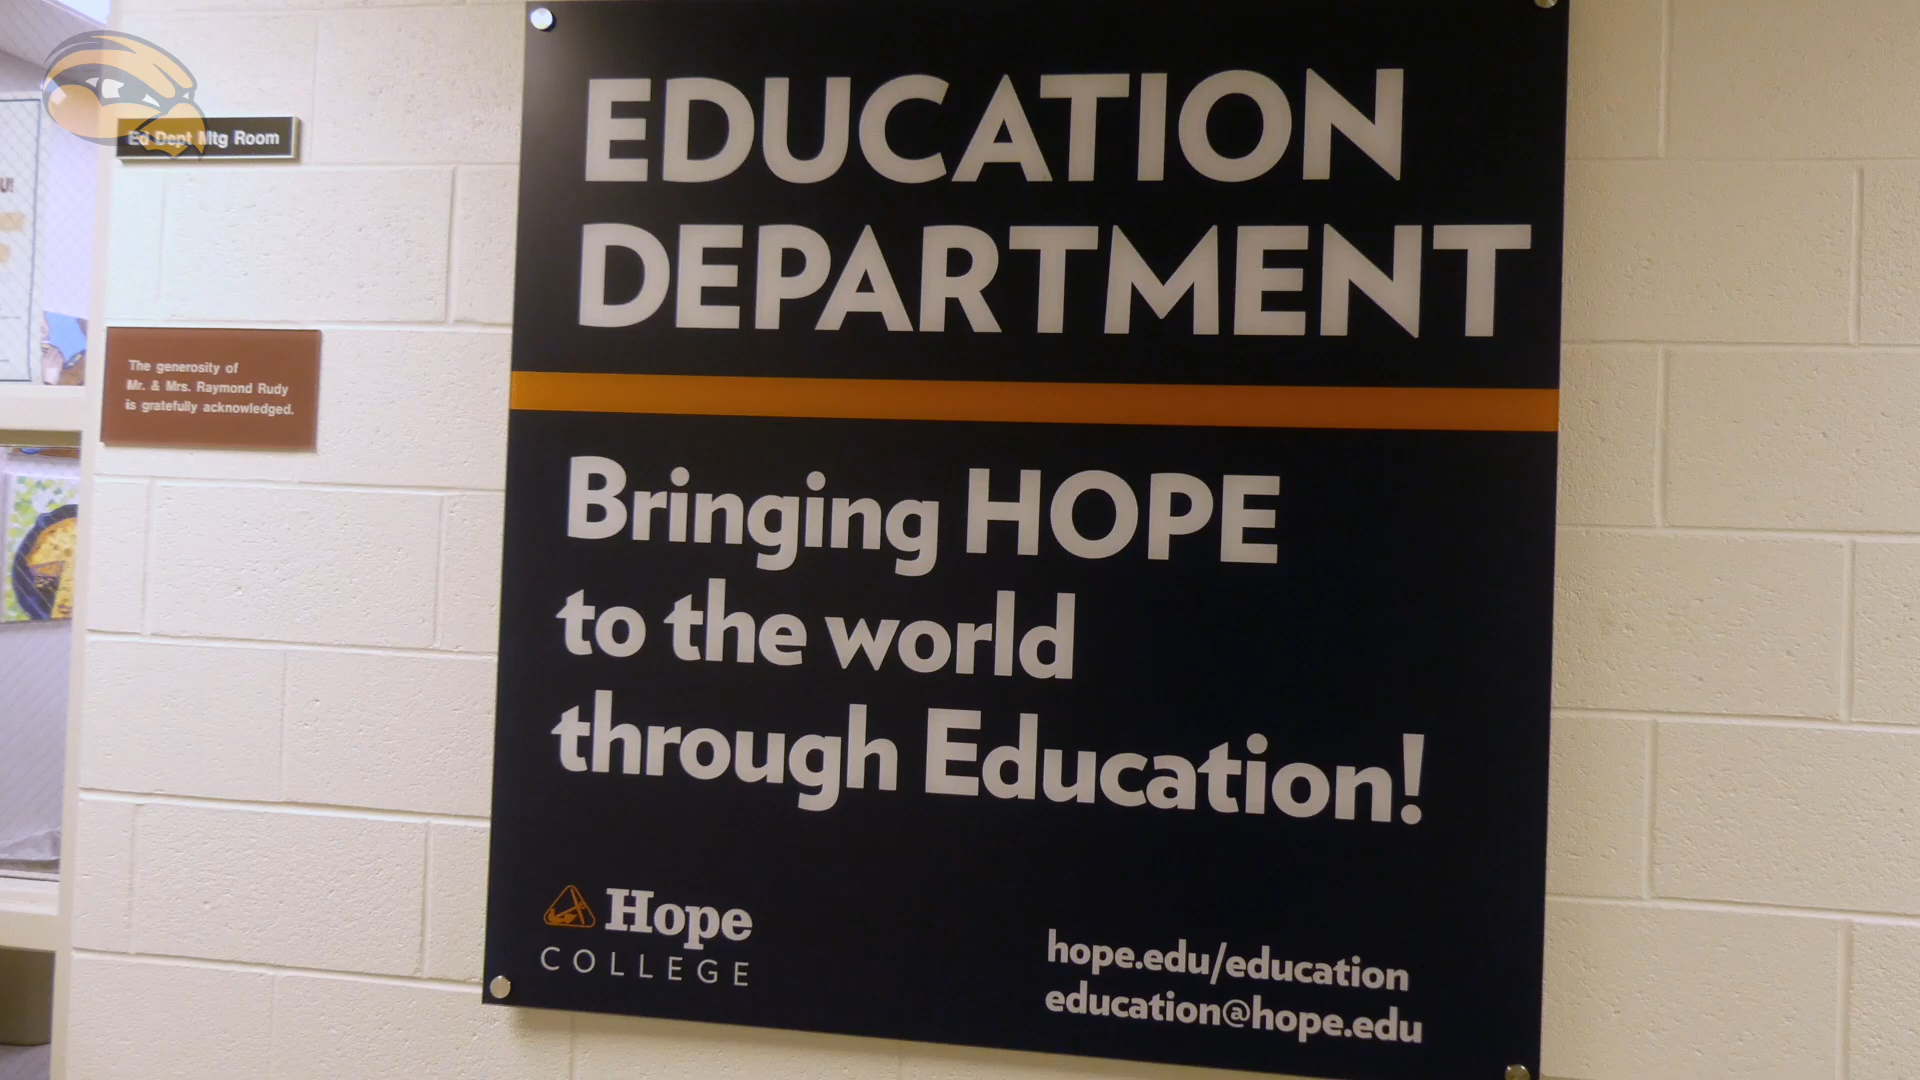 Ed Dept Mtg Room
The generosity of
Mr. & Mrs. Raymond Rudy
is gratefully acknowledged.
EDUCATION
DEPARTMENT
Bringing HOPE
to the world
through Education!
Hope
COLLEGE
hope.edu/education
education@hope.edu